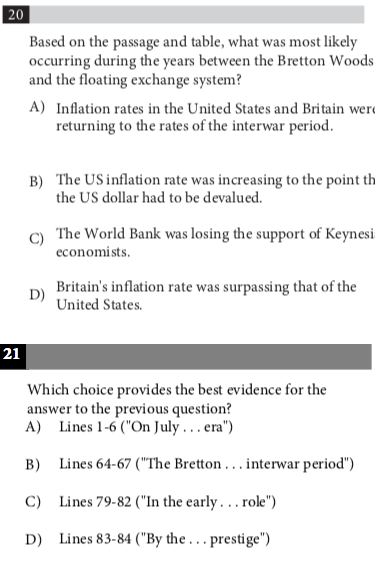 20
Based on the passage and table, what was most likely
occurring during the years between the Bretton Woods
and the floating exchange system?
A) Inflation rates in the United States and Britain were
returning to the rates of the interwar period.
B) The US inflation rate was increasing to the point th
the US dollar had to be devalued.
C) The World Bank was losing the support of Keynesi
economists.
D) Britain's inflation rate was surpassing that of the
United States.
21
Which choice provides the best evidence for the
answer to the previous question?
A) Lines 1-6 ("On July . . . era")
B) Lines 64-67 ("The Bretton . . . interwar period")
C) Lines 79-82 ("In the early . . . role")
D) Lines 83-84 ("By the . . . prestige")